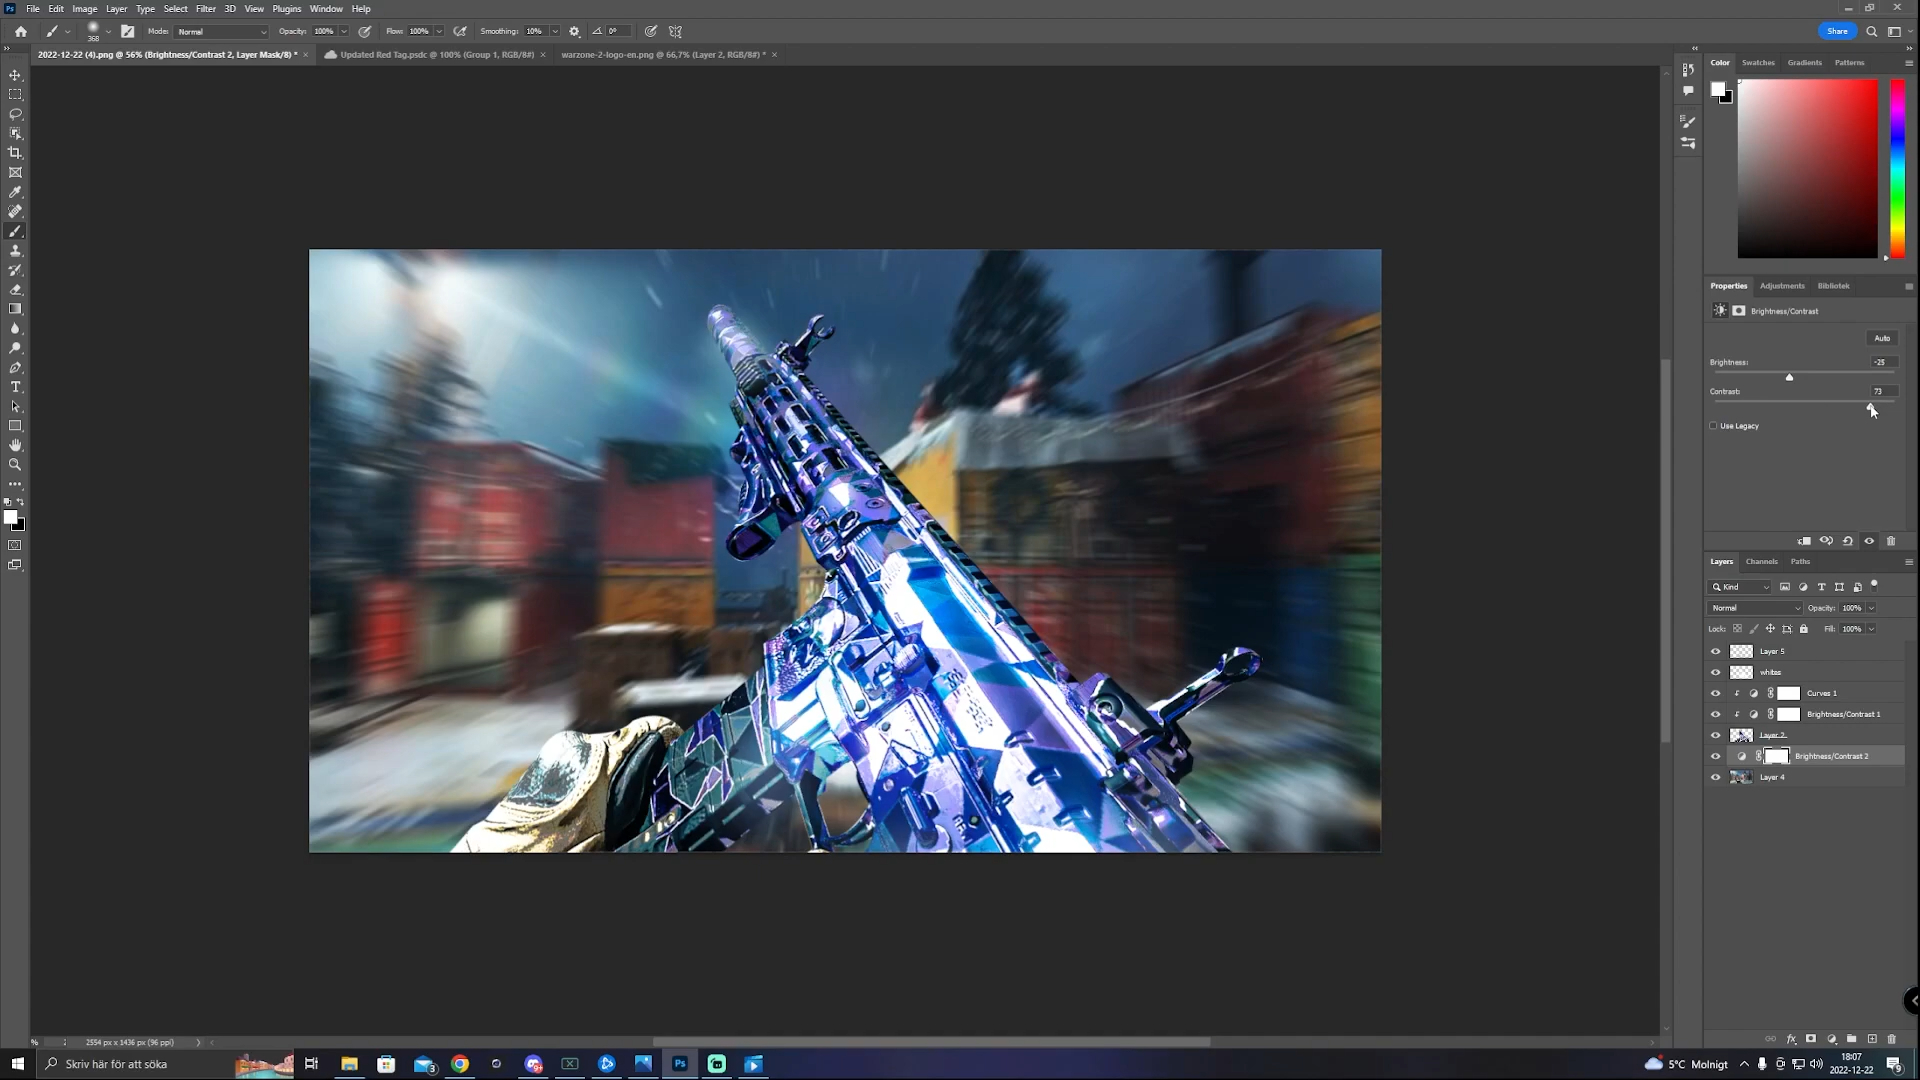 File Edit Image Layer Type Select Filter 3D View Plugins Window Help
368 Mode: Normal Opacity: 100% Flow: 100% Smoothing: 10% 0° Share
2022-12-22 (4).png @ 56% (Brightness/Contrast 2, Layer Mask/8) * × Updated Red Tag.psdc @ 100% (Group 1, RGB/8#) × warzone-2-logo-en.png @ 66,7% (Layer 2, RGB/8#) * ×
Color Swatches Gradients Patterns
Properties Adjustments Bibliotek
Brightness/Contrast
Auto
Brightness: -25
Contrast: 73
Use Legacy
Layers Channels Paths
Kind
Normal Opacity: 100%
Lock: Fill: 100%
Layer 5
whites
Curves 1
Brightness/Contrast 1
Layer 2
Brightness/Contrast 2
Layer 4
% 2554 px x 1436 px (96 ppi)
Skriv här för att söka
Ps
5°C Molnigt
18:07
2022-12-22